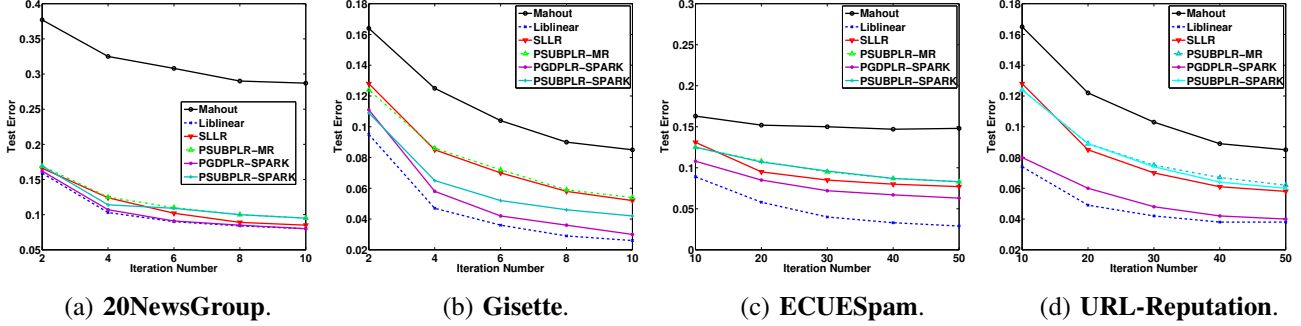 0.4
0.35
0.3
0.25
0.2
0.15
0.1
0.05
Test Error
2
4
6
8
10
Iteration Number
Mahout
Liblinear
SLLR
PSUBPLR−MR
PGDPLR−SPARK
PSUBPLR−SPARK
(a) 20NewsGroup.
0.18
0.16
0.14
0.12
0.1
0.08
0.06
0.04
0.02
Test Error
2
4
6
8
10
Iteration Number
Mahout
Liblinear
SLLR
PSUBPLR−MR
PGDPLR−SPARK
PSUBPLR−SPARK
(b) Gisette.
0.3
0.25
0.2
0.15
0.1
0.05
0
Test Error
10
20
30
40
50
Iteration Number
Mahout
Liblinear
SLLR
PSUBPLR−MR
PGDPLR−SPARK
PSUBPLR−SPARK
(c) ECUESpam.
0.18
0.16
0.14
0.12
0.1
0.08
0.06
0.04
0.02
Test Error
10
20
30
40
50
Iteration Number
Mahout
Liblinear
SLLR
PSUBPLR−MR
PGDPLR−SPARK
PSUBPLR−SPARK
(d) URL-Reputation.